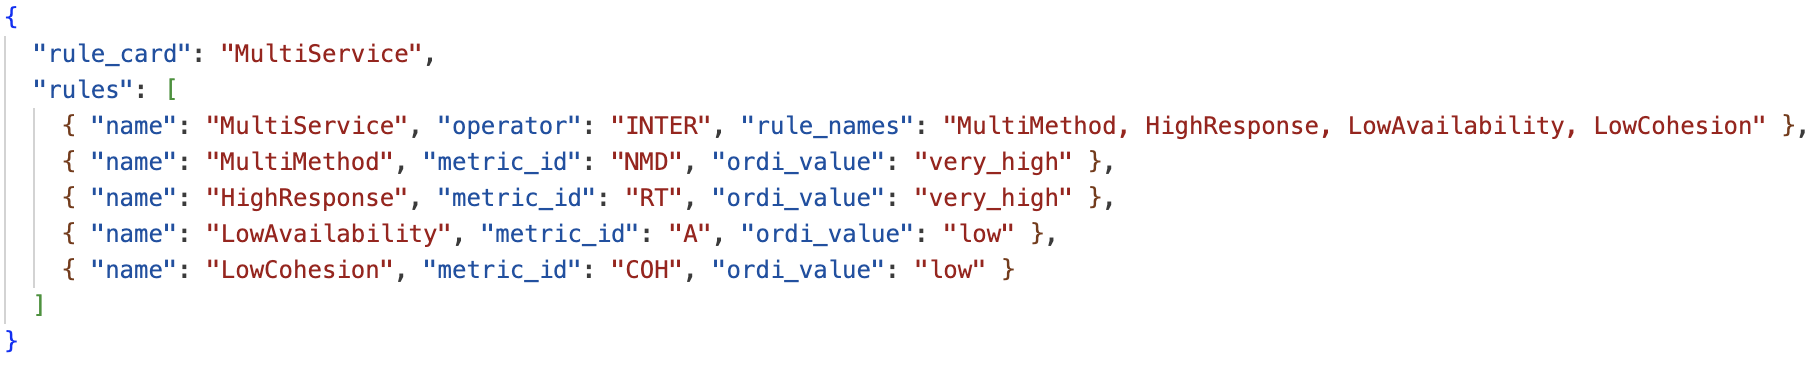 {
"rule_card": "MultiService",
"rules": [
{ "name": "MultiService", "operator": "INTER", "rule_names": "MultiMethod, HighResponse, LowAvailability, LowCohesion" },
{ "name": "MultiMethod", "metric_id": "NMD", "ordi_value": "very_high" },
{ "name": "HighResponse", "metric_id": "RT", "ordi_value": "very_high" },
{ "name": "LowAvailability", "metric_id": "A", "ordi_value": "low" },
{ "name": "LowCohesion", "metric_id": "COH", "ordi_value": "low" }
]
}